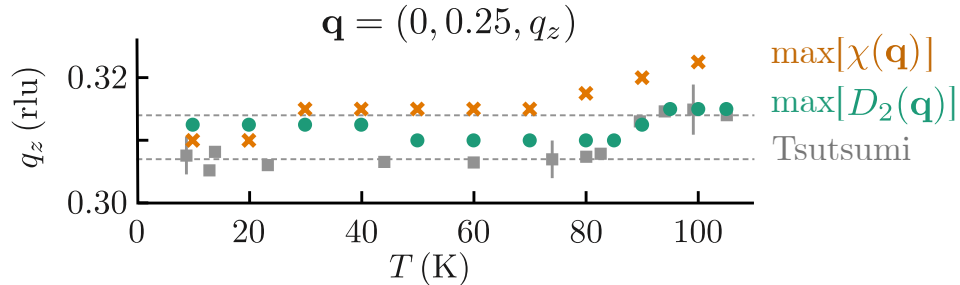 𝐪 = (0, 0.25, q_z)
max[χ(𝐪)]
max[D₂(𝐪)]
Tsutsumi
q_z (rlu)
0.32
0.30
0 20 40 60 80 100
T (K)